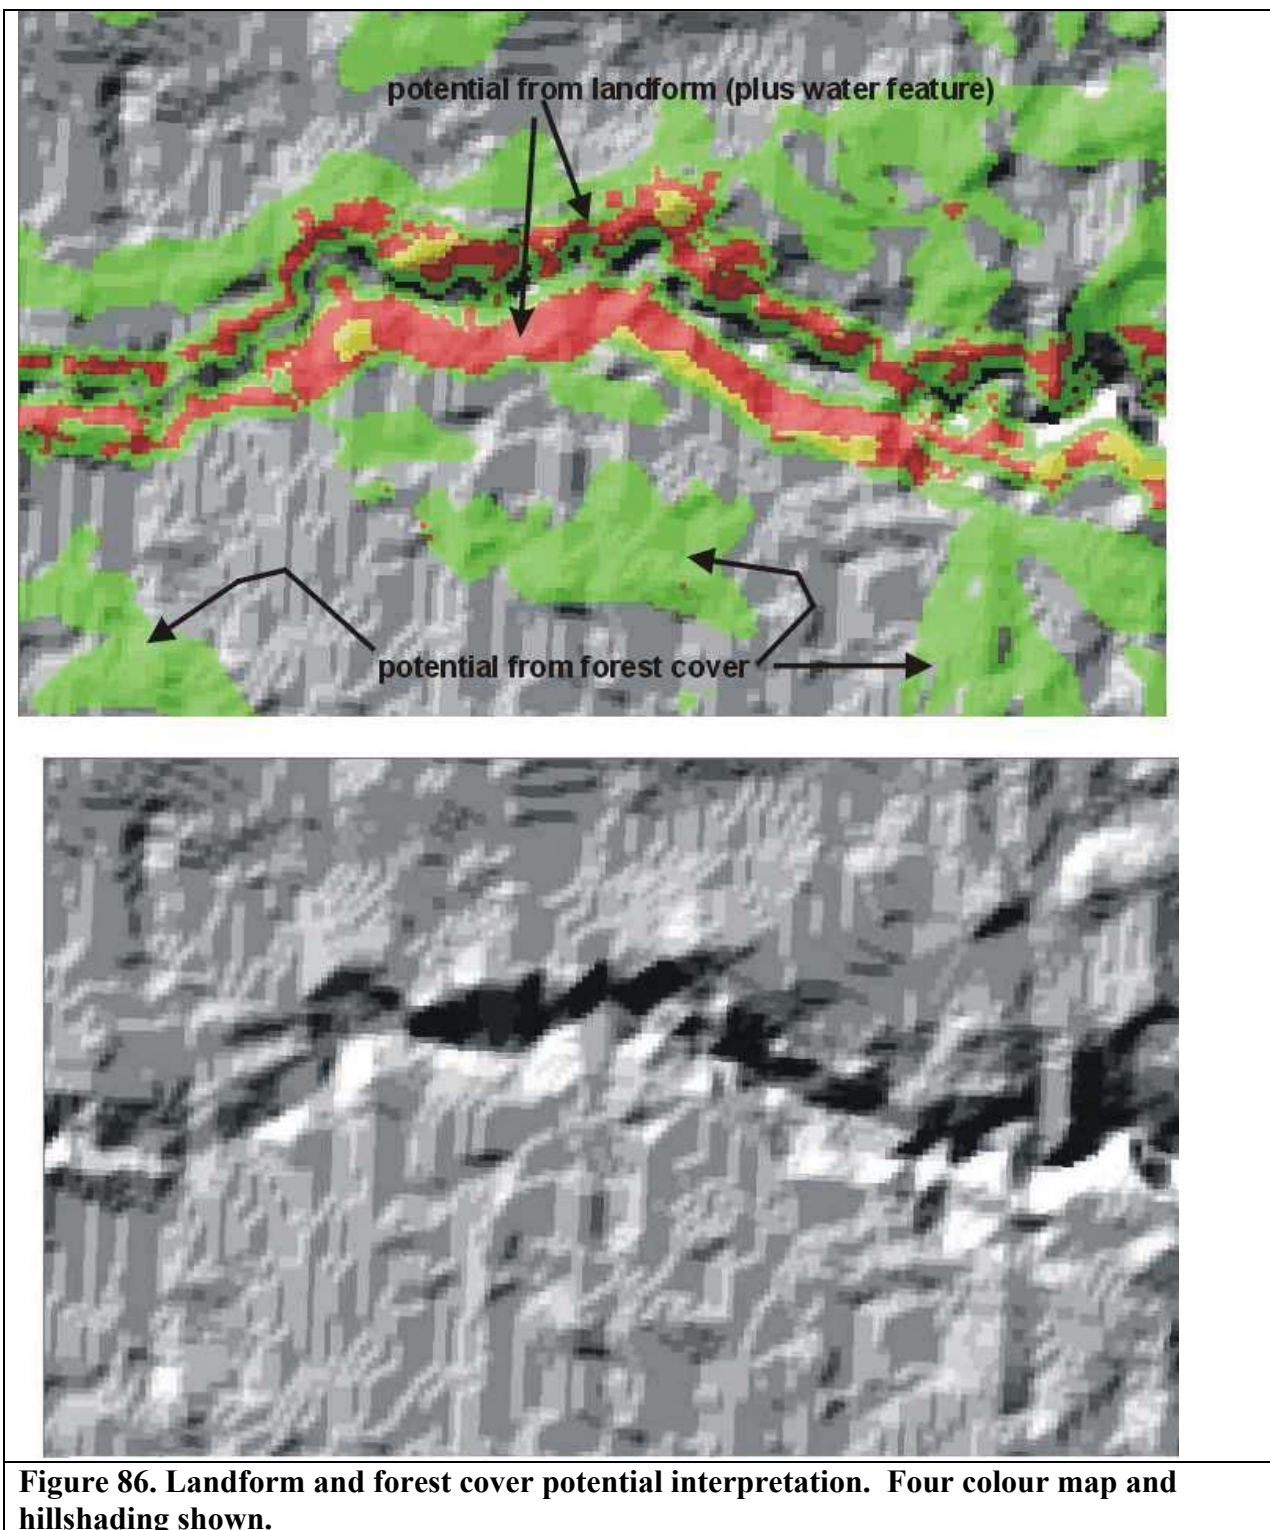 potential from landform (plus water feature)
potential from forest cover
Figure 86. Landform and forest cover potential interpretation.  Four colour map and
hillshading shown.